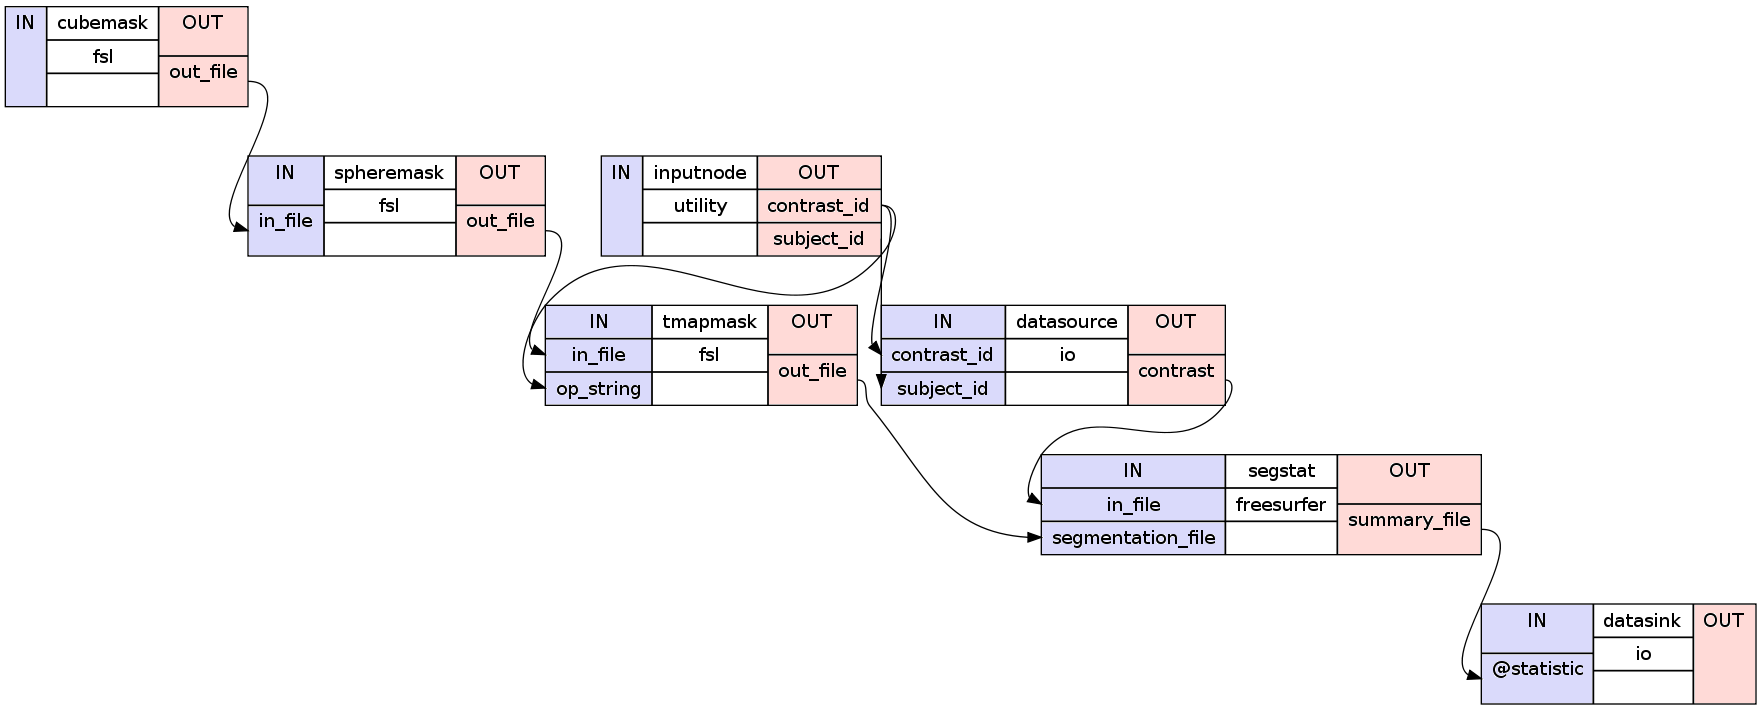 IN cubemask OUT
fsl
out_file
IN spheremask OUT
fsl
in_file out_file
IN inputnode OUT
utility contrast_id
subject_id
IN tmapmask OUT
in_file fsl
out_file
op_string
IN datasource OUT
contrast_id io
contrast
subject_id
IN segstat OUT
in_file freesurfer
summary_file
segmentation_file
IN datasink OUT
io
@statistic